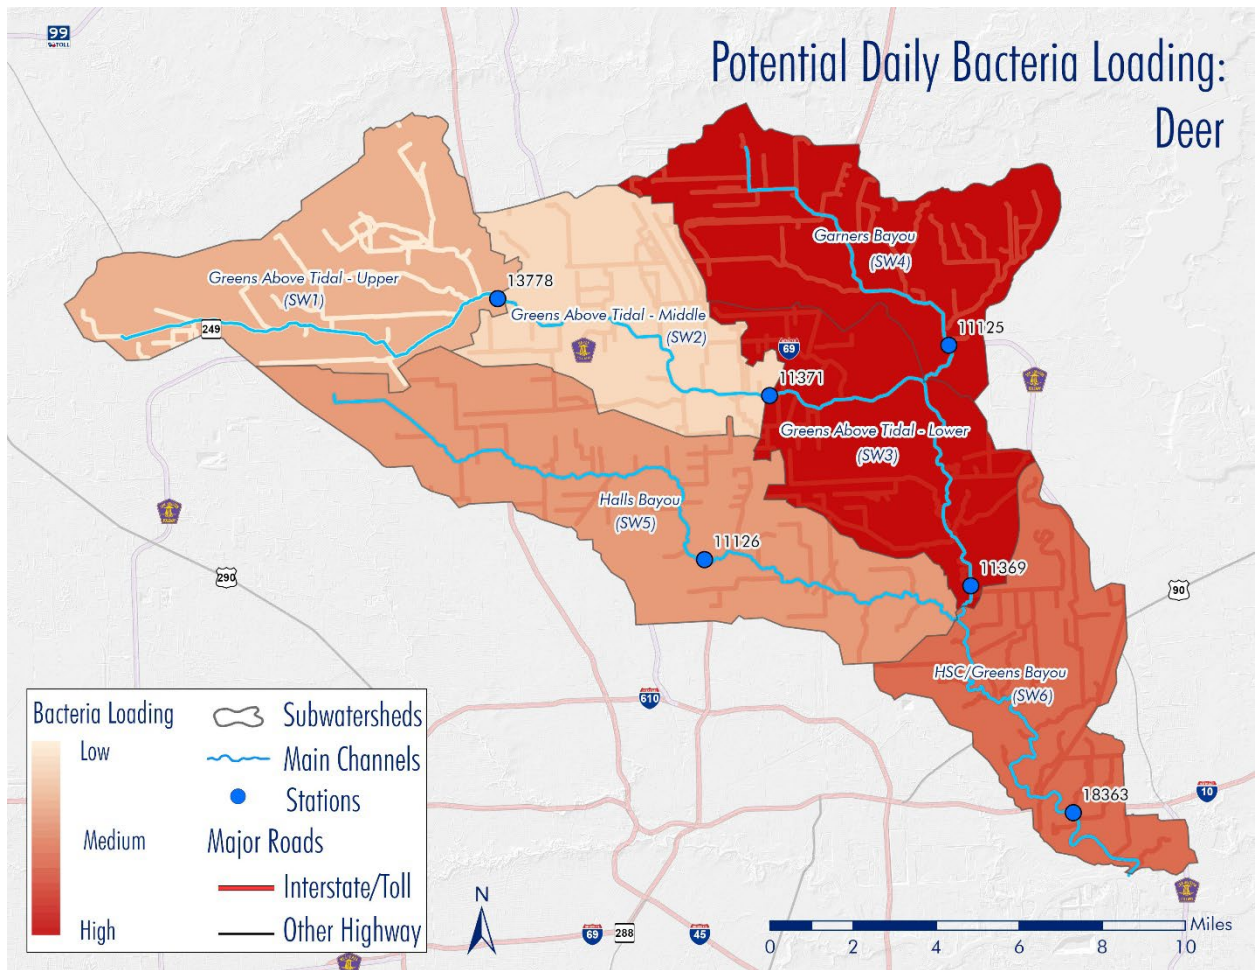 99
TOLL
Potential Daily Bacteria Loading:
Deer
Garners Bayou
(SW4)
Greens Above Tidal - Upper
(SW1)
13778
Greens Above Tidal - Middle
(SW2)
249
69
11125
11371
Greens Above Tidal - Lower
(SW3)
Halls Bayou
(SW5)
11126
11369
290
90
HSC/Greens Bayou
(SW6)
610
18363
10
Bacteria Loading
Low
Medium
High
Subwatersheds
Main Channels
Stations
Major Roads
Interstate/Toll
Other Highway
N
69
288
45
Miles
0 2 4 6 8 10